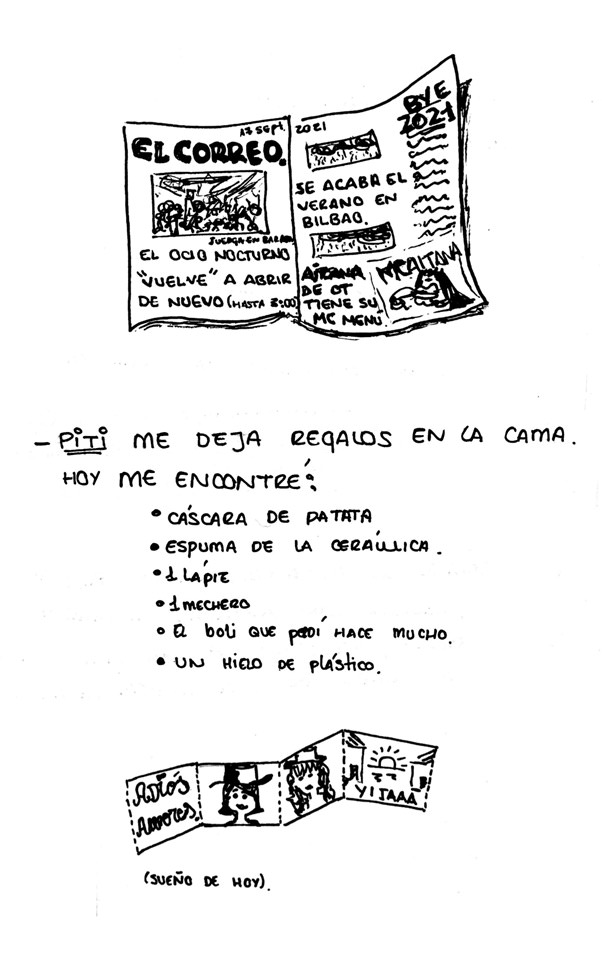 17 SEPT. 2021
EL CORREO.
JUERGA EN BARRAS
EL OCIO NOCTURNO
"VUELVE" A ABRIR
DE NUEVO (HASTA 3:00)
SE ACABA EL
VERANO EN
BILBAO.
AITANA
DE OT
TIENE SU
MC MENÚ
BYE
2021
MCAITANA
- PiTi ME DEJA REGALOS EN LA CAMA.
HOY ME ENCONTRÉ:
• CÁSCARA DE PATATA
• ESPUMA DE LA CERÁMICA.
• 1 LÁPIZ
• 1 MECHERO
• El boli QUE perdí HACE MUCHO.
• UN HIELO DE PLÁSTICO.
Adiós
Amores.
YIJAAA
(SUEÑO DE HOY).